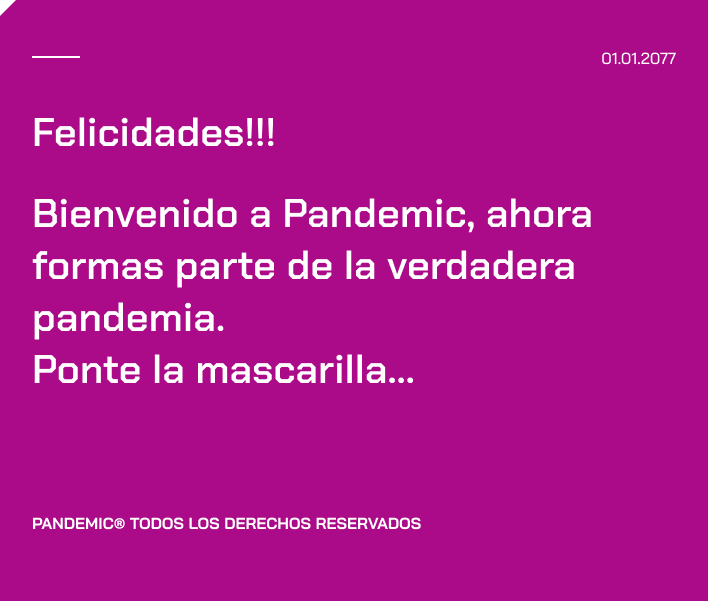 01.01.2077
Felicidades!!!
Bienvenido a Pandemic, ahora
formas parte de la verdadera
pandemia.
Ponte la mascarilla...
PANDEMIC® TODOS LOS DERECHOS RESERVADOS